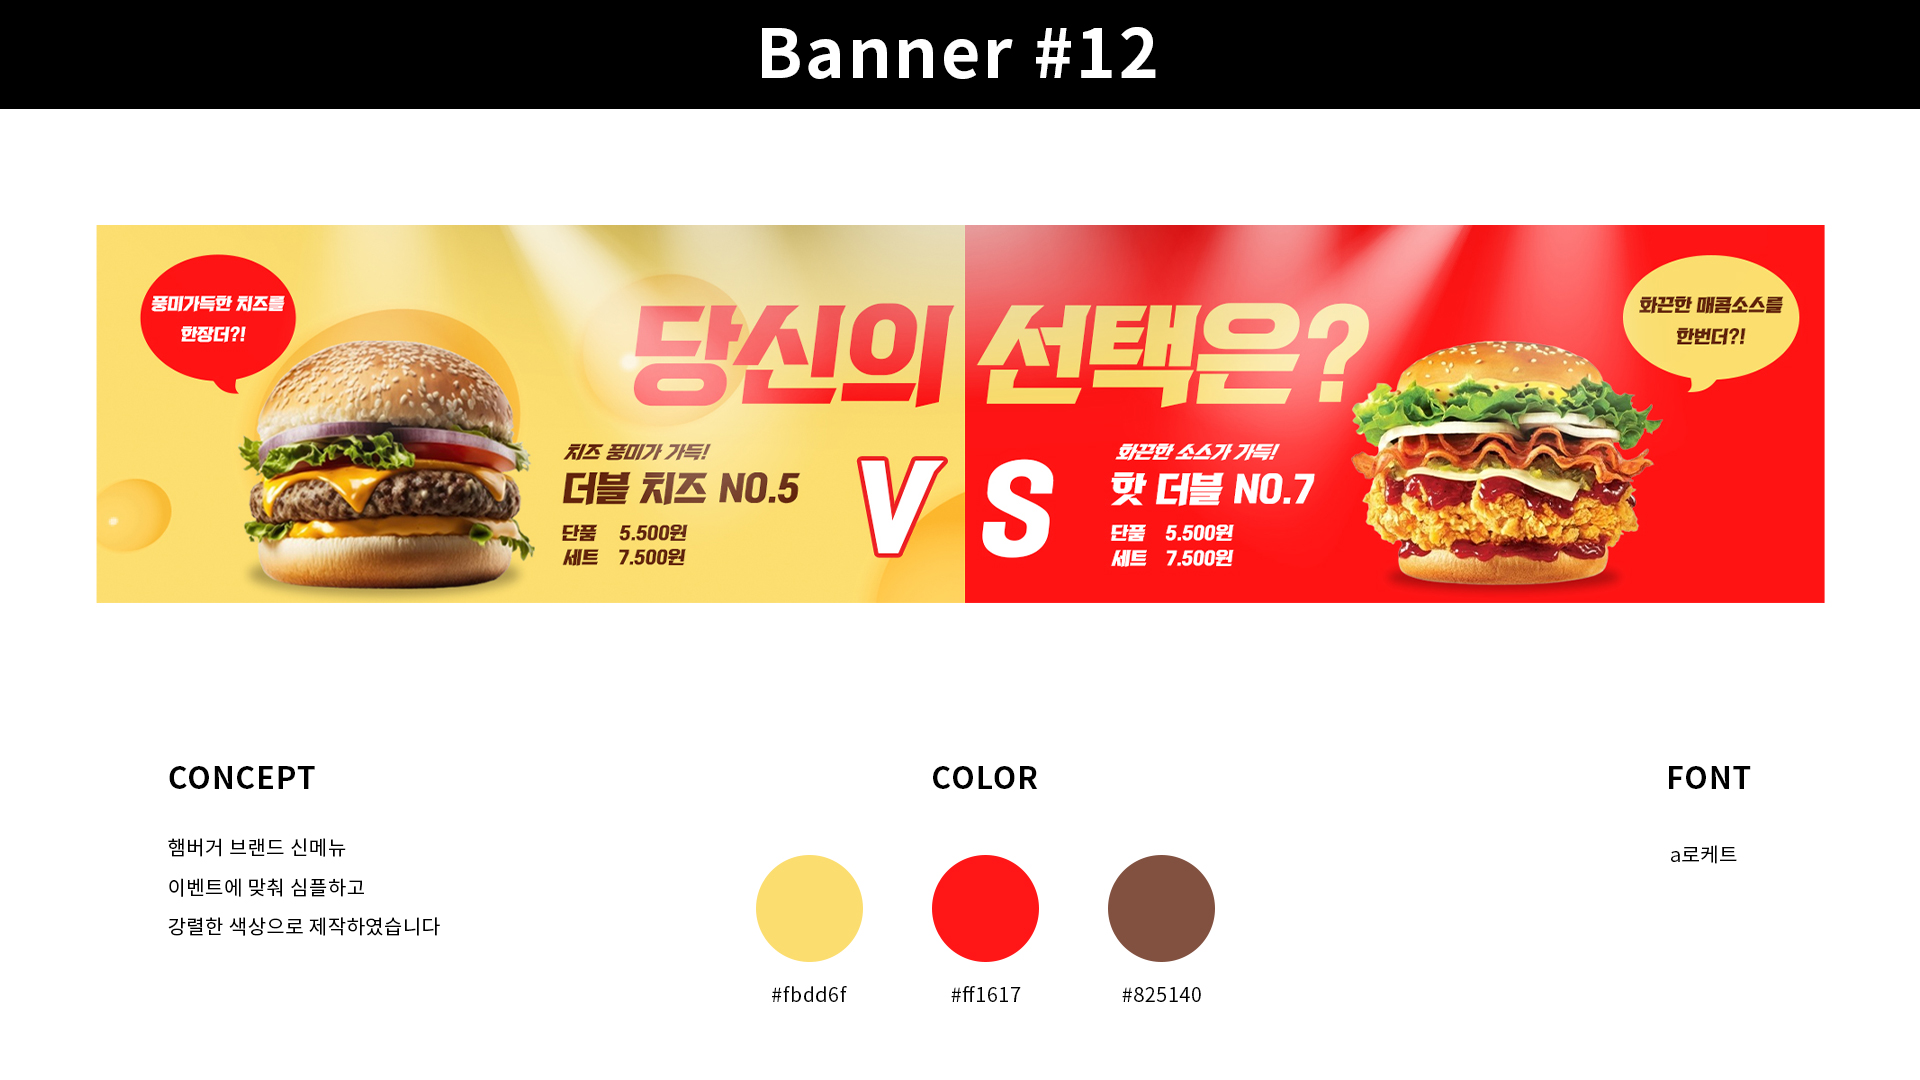 Banner #12
풍미가득한 치즈를
한장더?!
당신의 선택은?
화끈한 매콤소스를
한번더?!
치즈 풍미가 가득!
더블 치즈 NO.5
단품 5.500원
세트 7.500원
VS
화끈한 소스가 가득!
핫 더블 NO.7
단품 5.500원
세트 7.500원
CONCEPT
햄버거 브랜드 신메뉴
이벤트에 맞춰 심플하고
강렬한 색상으로 제작하였습니다
COLOR
#fbdd6f
#ff1617
#825140
FONT
a로케트